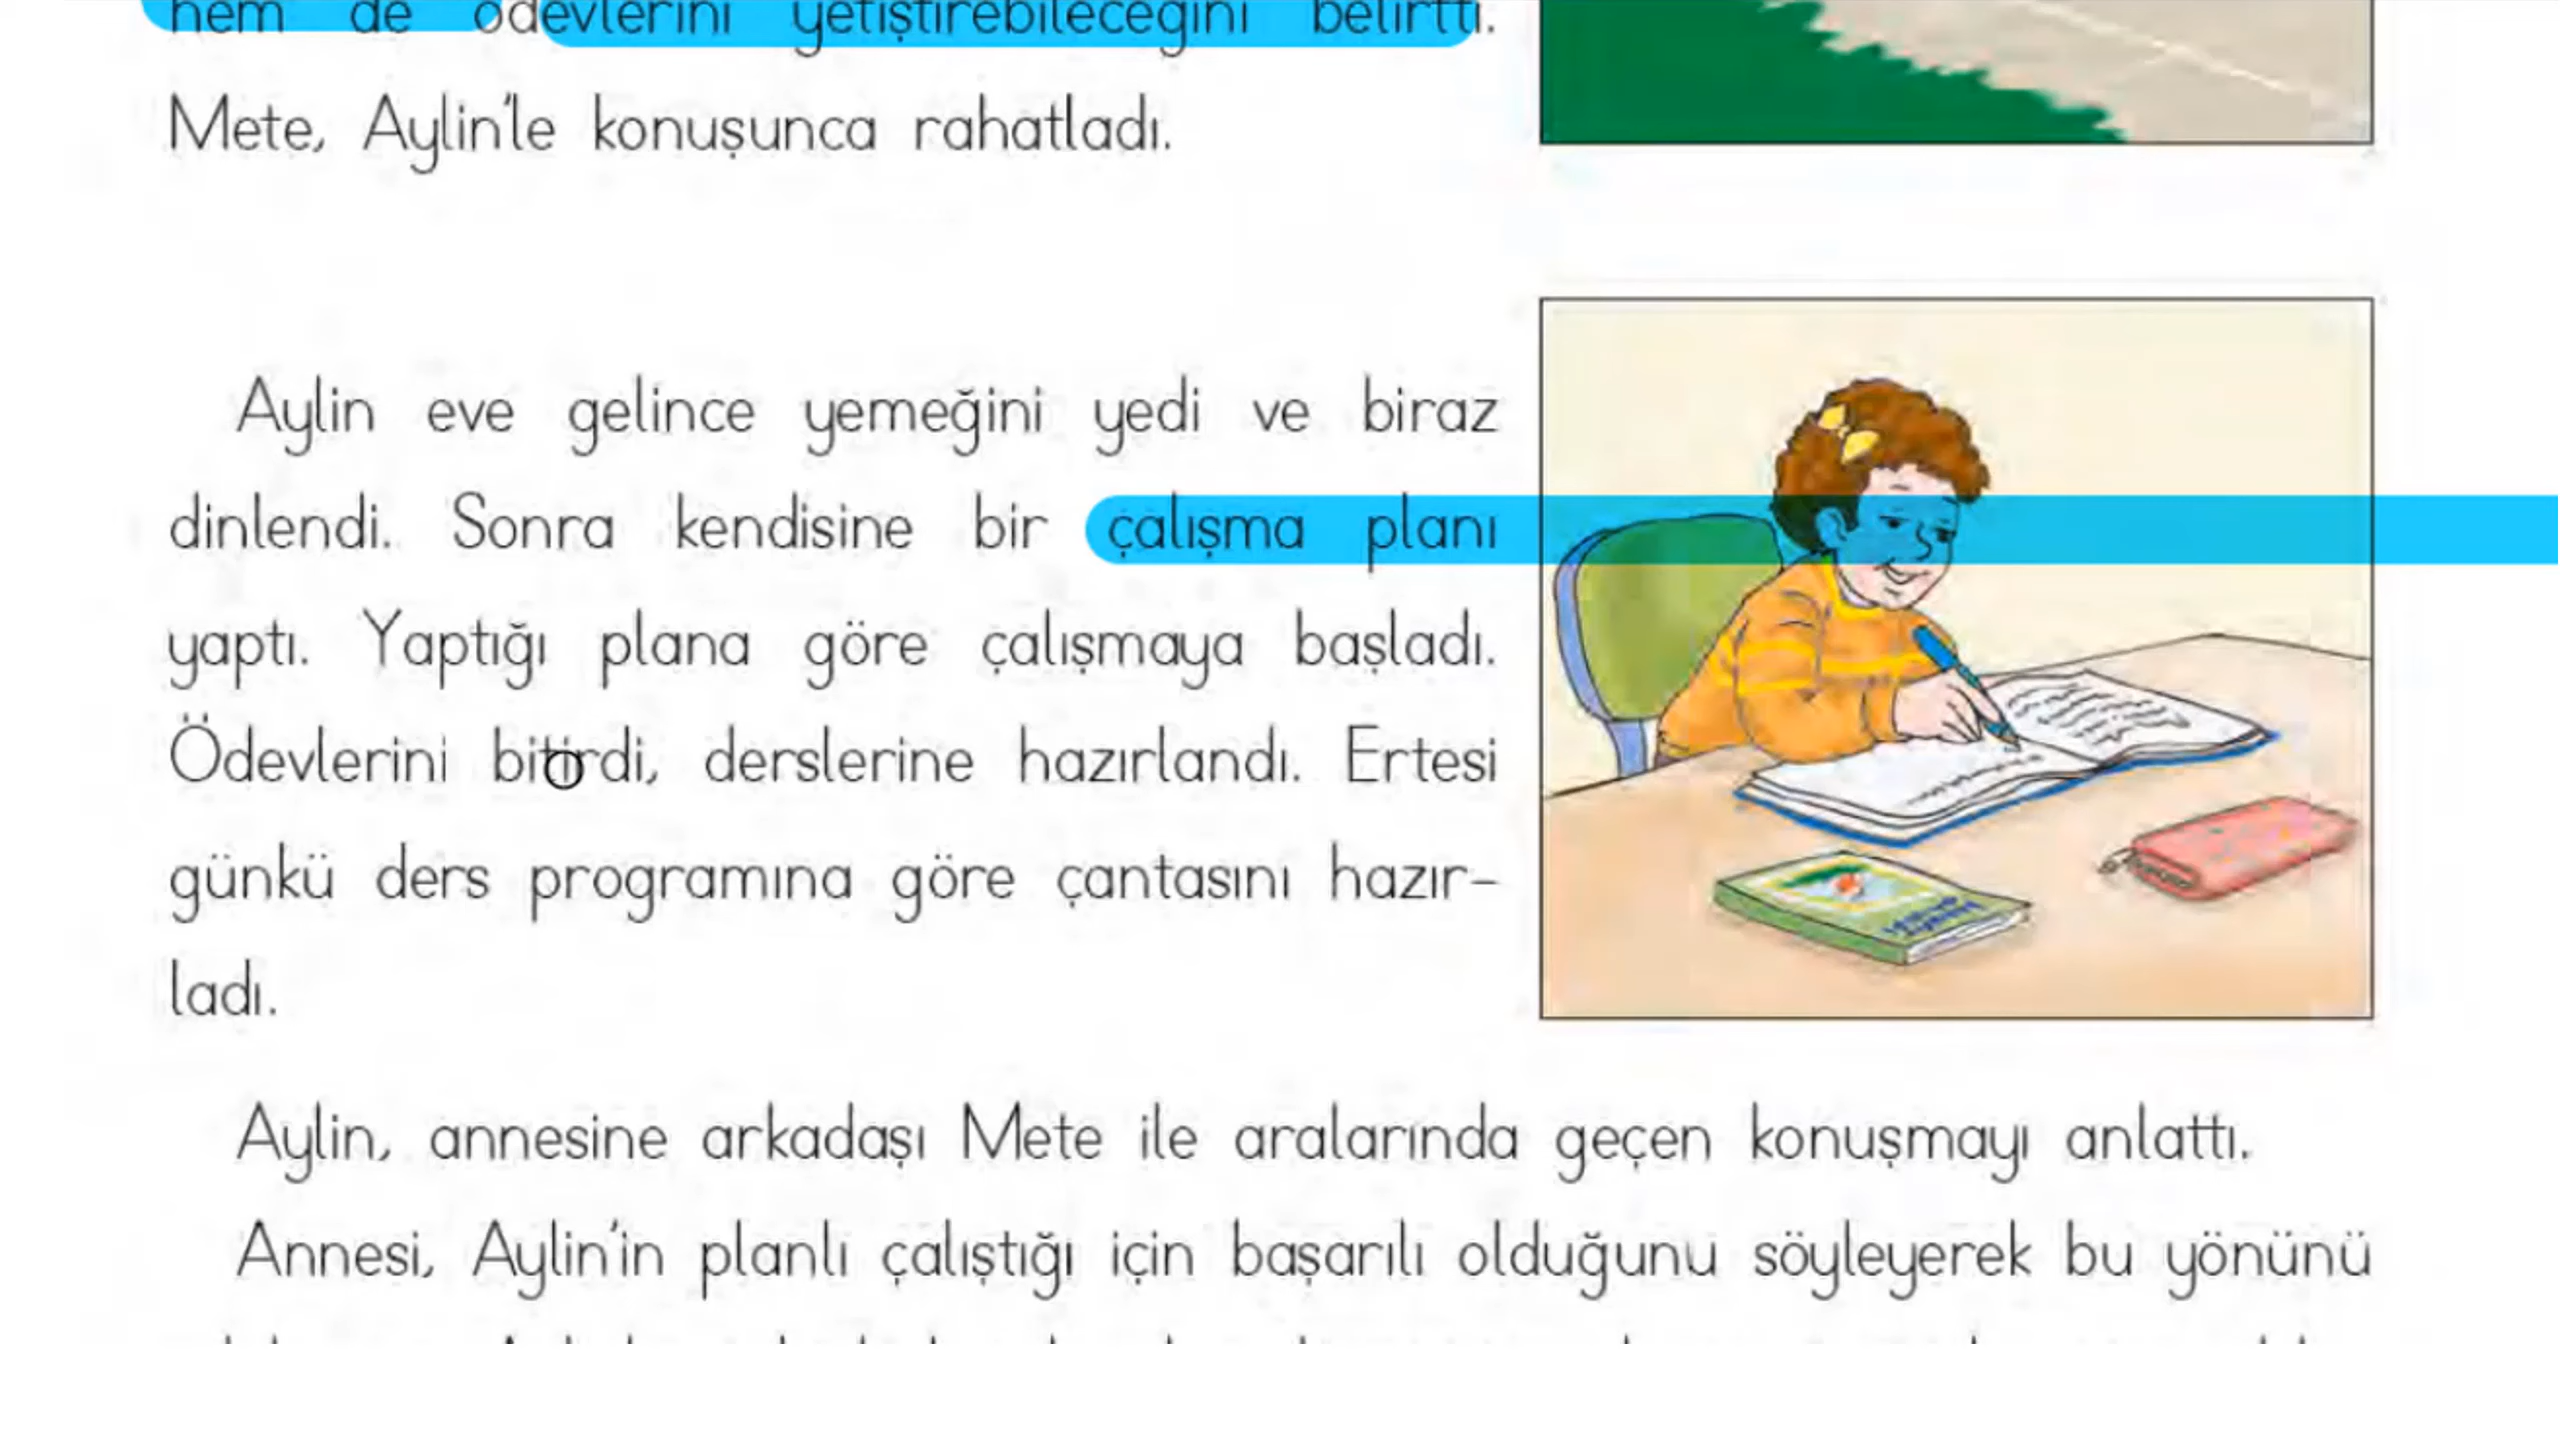 hem de ödevlerini yetiştirebileceğini belirtti.
Mete, Aylin'le konuşunca rahatladı.
Aylin eve gelince yemeğini yedi ve biraz
dinlendi. Sonra kendisine bir çalışma planı
yaptı. Yaptığı plana göre çalışmaya başladı.
Ödevlerini bitirdi, derslerine hazırlandı. Ertesi
günkü ders programına göre çantasını hazır-
ladı.
Aylin, annesine arkadaşı Mete ile aralarında geçen konuşmayı anlattı.
Annesi, Aylin'in planlı çalıştığı için başarılı olduğunu söyleyerek bu yönünü